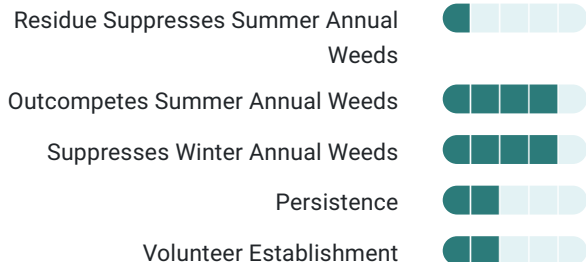 Residue Suppresses Summer Annual
Weeds
Outcompetes Summer Annual Weeds
Suppresses Winter Annual Weeds
Persistence
Volunteer Establishment